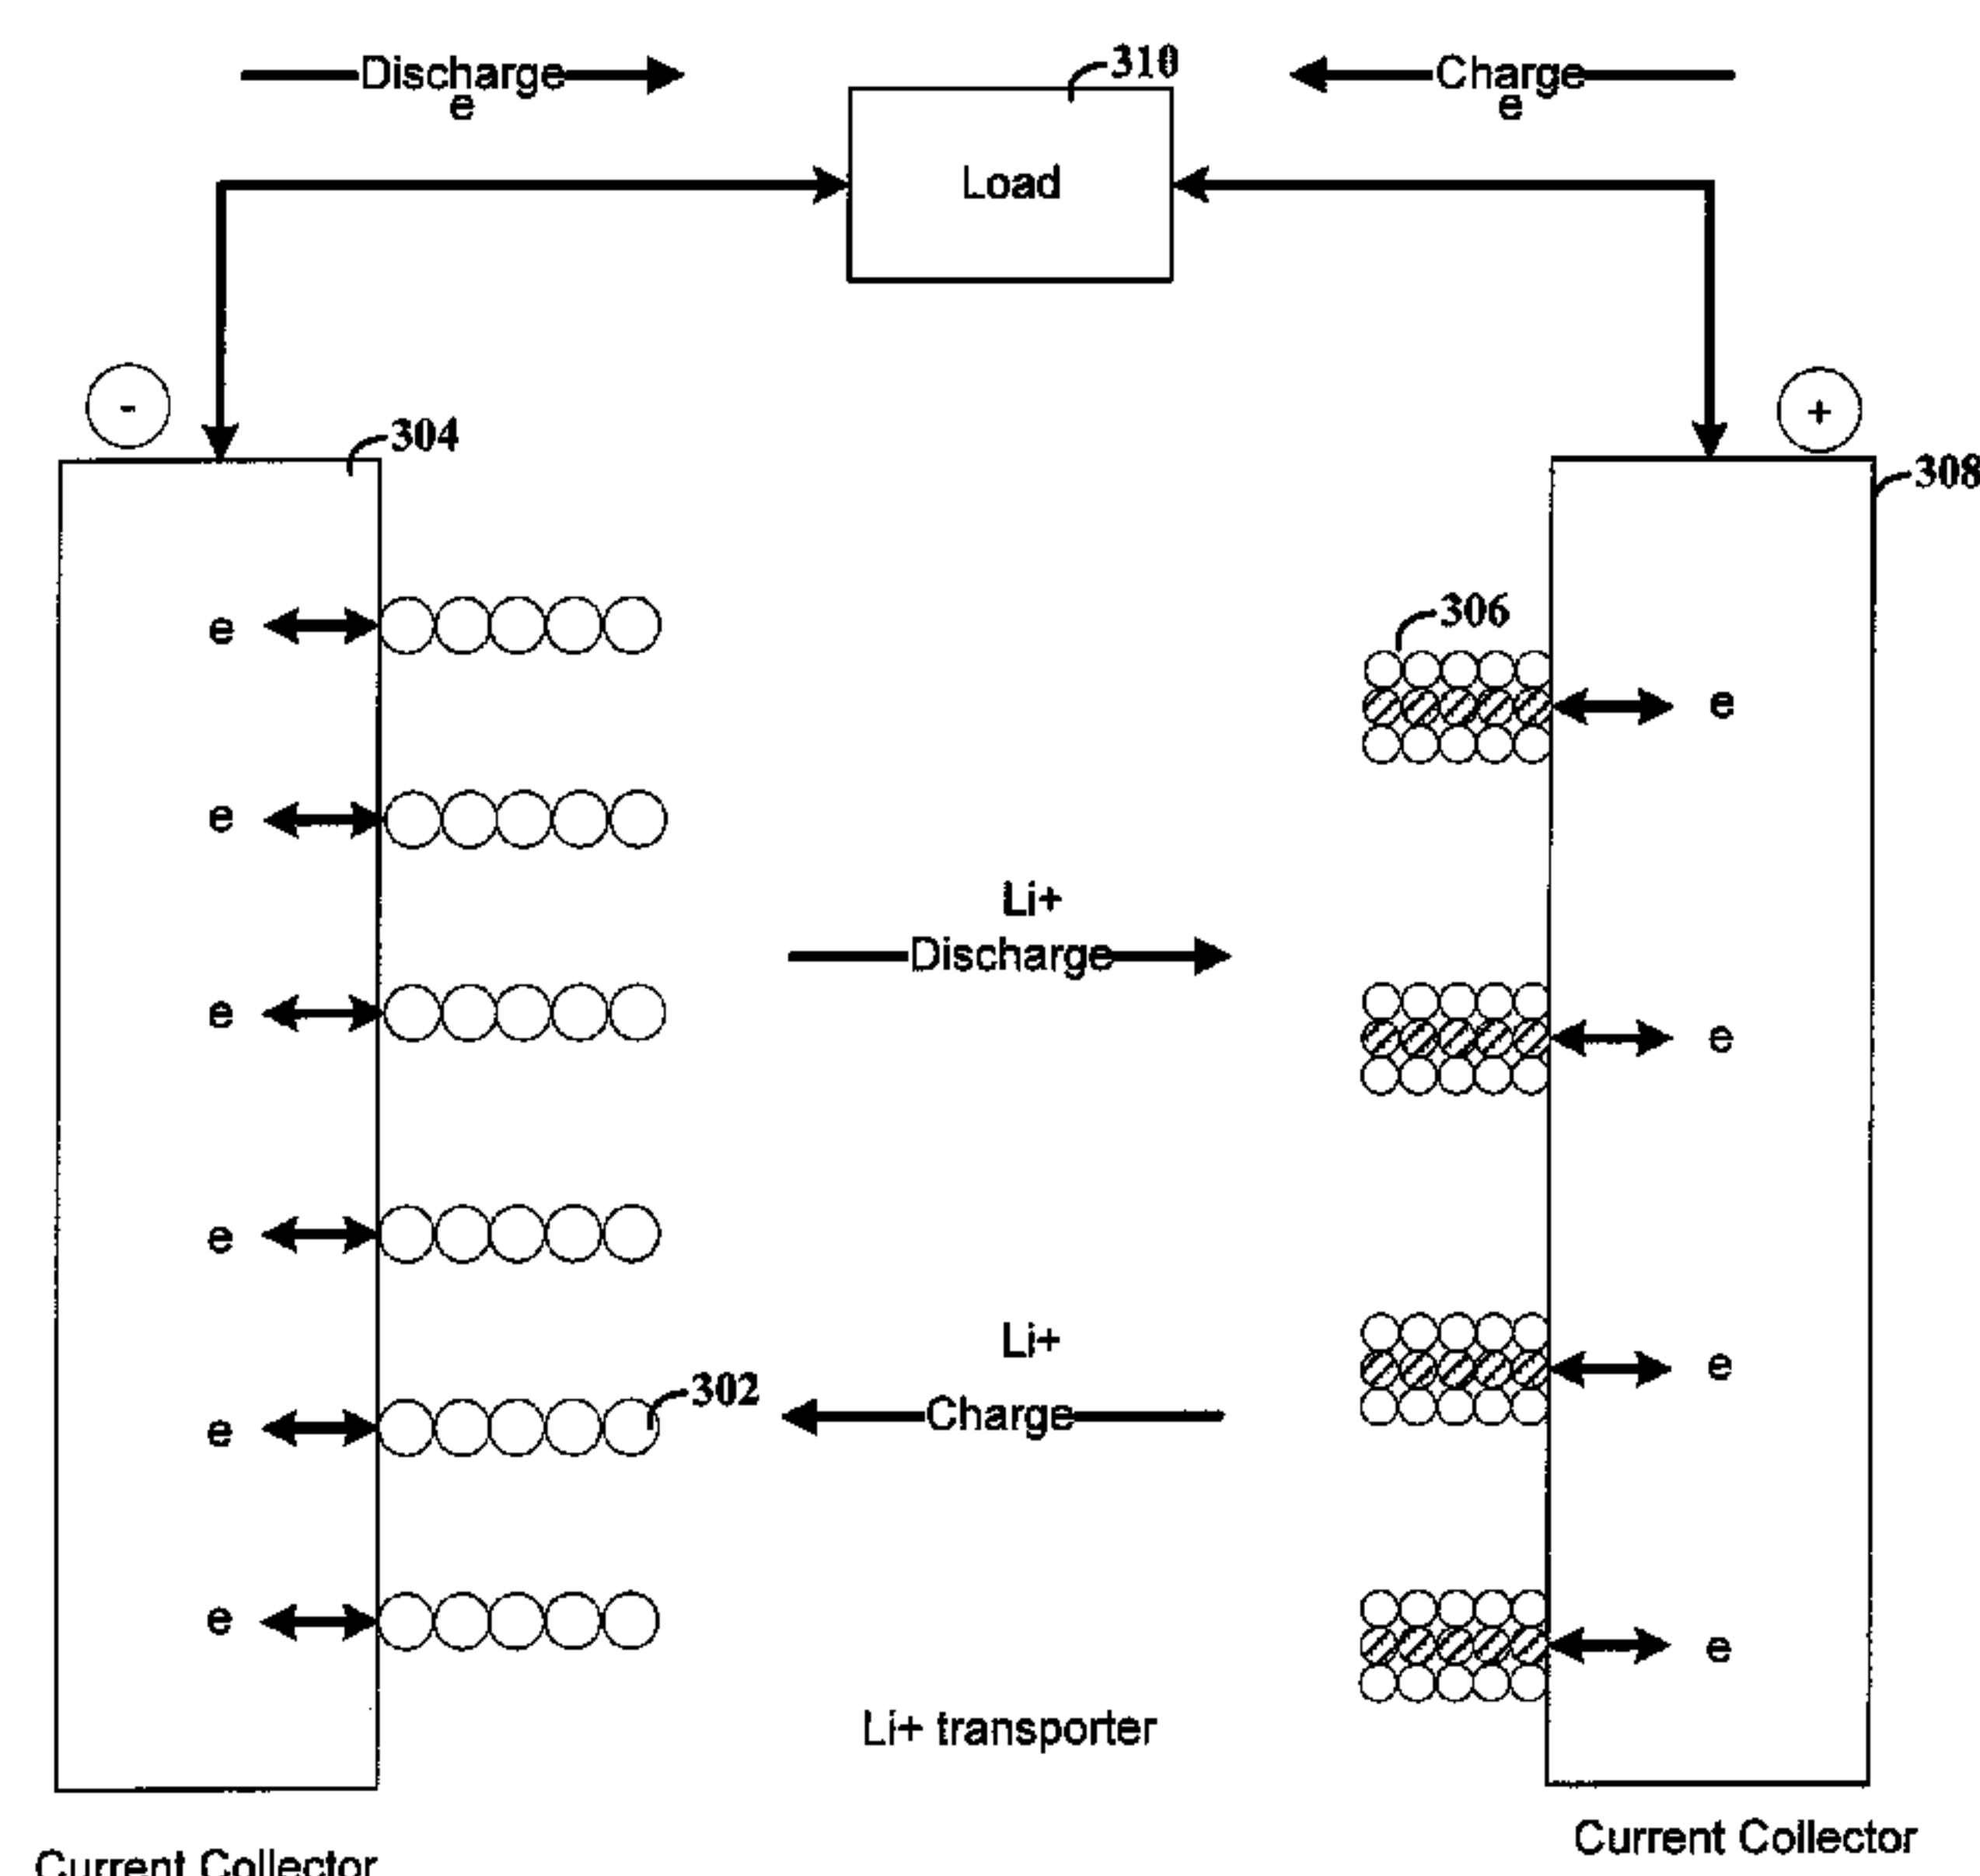 Discharge
e
310
Charge
e
Load
-
+
304
308
e
306
e
e
Li+
Discharge
e
e
e
Li+
Charge
302
e
e
e
e
Li+ transporter
Current Collector
Current Collector